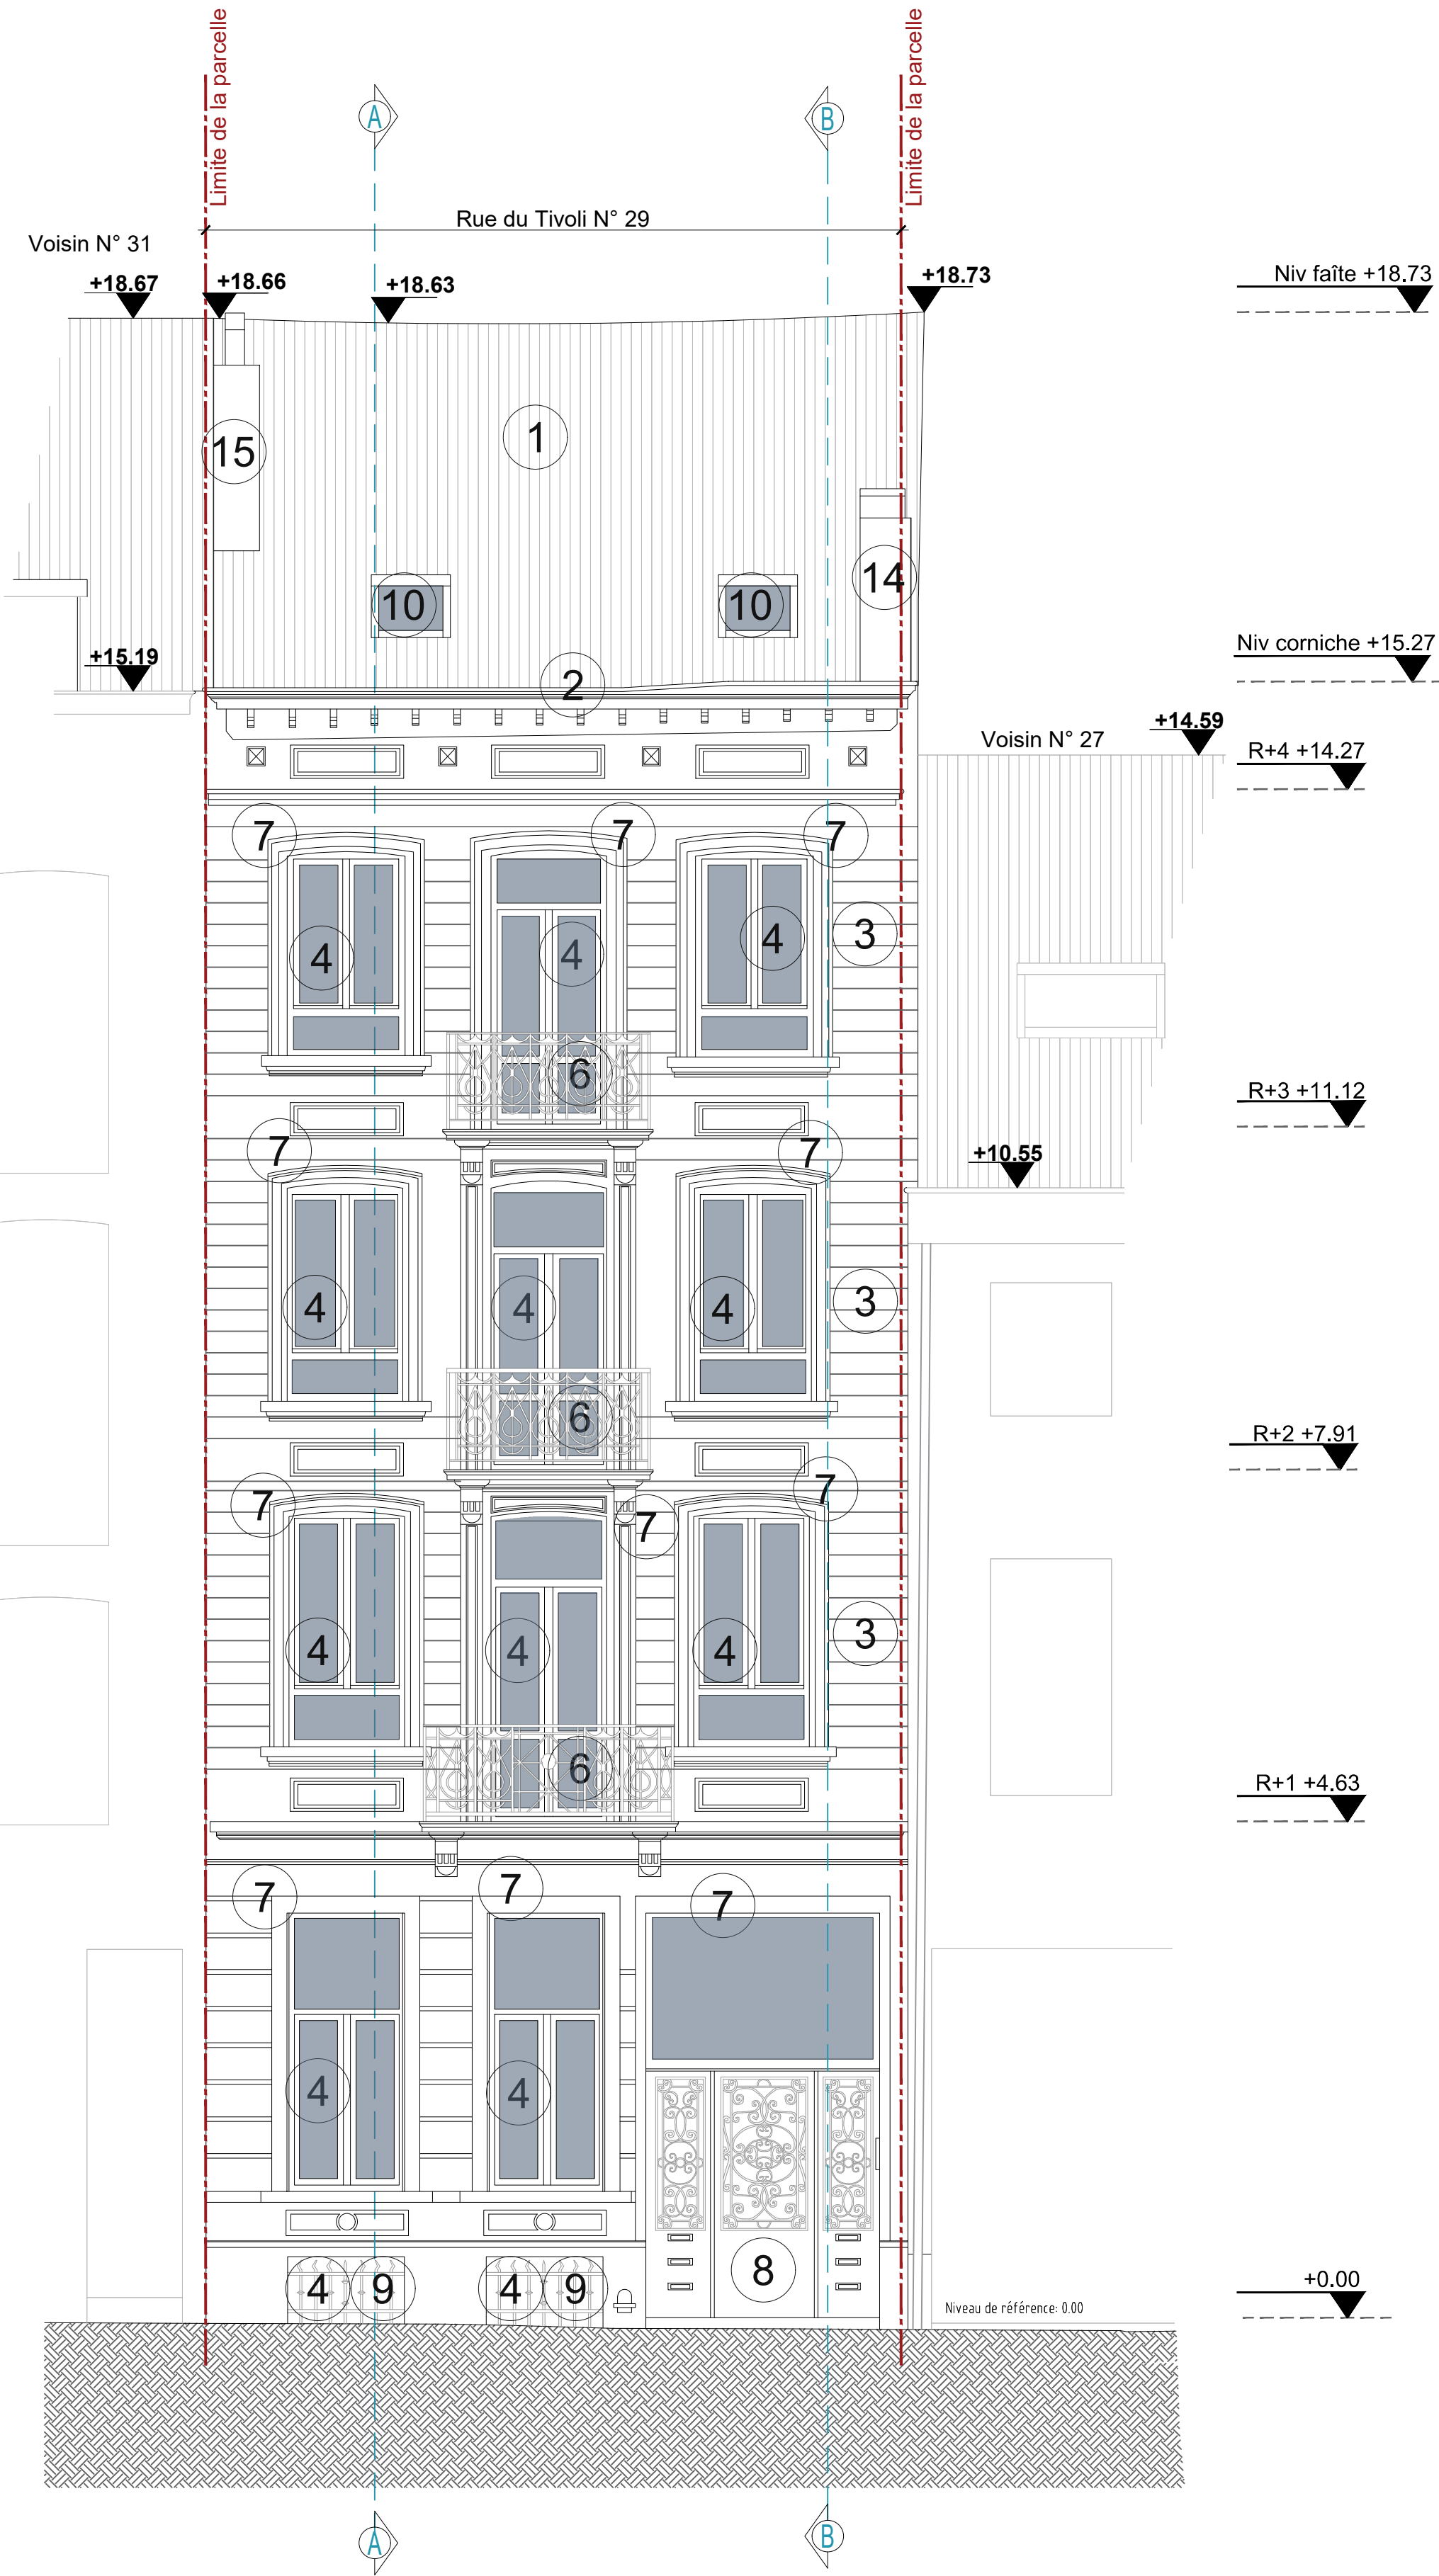 Limite de la parcelle
Limite de la parcelle
A
B
Rue du Tivoli N° 29
Voisin N° 31
+18.67
+18.66
+18.63
+18.73
Niv faîte +18.73
1
15
10
10
14
Niv corniche +15.27
+15.19
2
+14.59
Voisin N° 27
R+4 +14.27
7
7
7
4
4
4
3
6
R+3 +11.12
7
7
+10.55
4
4
4
3
6
R+2 +7.91
7
7
7
4
4
4
3
6
R+1 +4.63
7
7
7
4
4
8
4
9
4
9
+0.00
Niveau de référence: 0.00
A
B